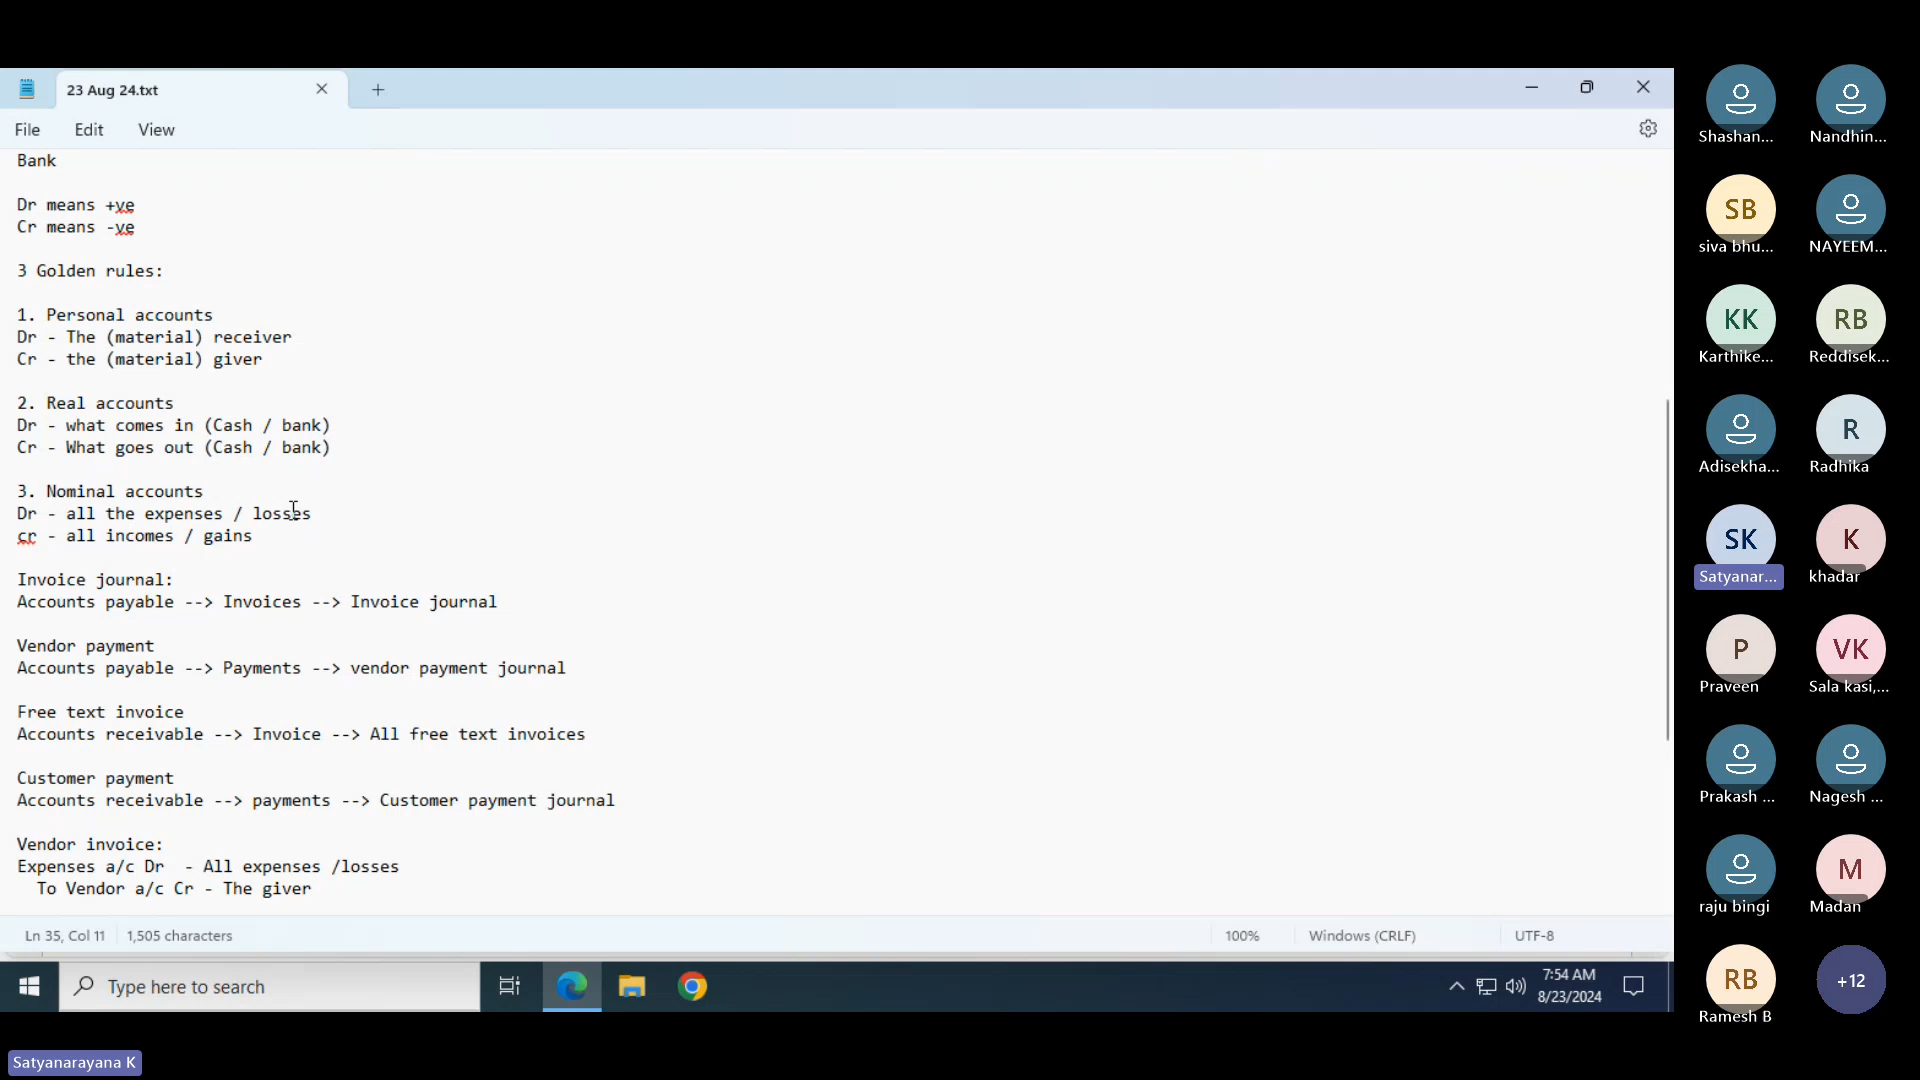 23 Aug 24.txt
File Edit View
Bank
Dr means +ve
Cr means -ve
3 Golden rules:
1. Personal accounts
Dr - The (material) receiver
Cr - the (material) giver
2. Real accounts
Dr - what comes in (Cash / bank)
Cr - What goes out (Cash / bank)
3. Nominal accounts
Dr - all the expenses / losses
cr - all incomes / gains
Invoice journal:
Accounts payable --> Invoices --> Invoice journal
Vendor payment
Accounts payable --> Payments --> vendor payment journal
Free text invoice
Accounts receivable --> Invoice --> All free text invoices
Customer payment
Accounts receivable --> payments --> Customer payment journal
Vendor invoice:
Expenses a/c Dr  - All expenses /losses
To Vendor a/c Cr - The giver
Ln 35, Col 11 1,505 characters 100% Windows (CRLF) UTF-8
Type here to search
7:54 AM
8/23/2024
Shashan... Nandhin...
SB
siva bhu... NAYEEM...
KK RB
Karthike... Reddisek...
R
Adisekha... Radhika
SK K
Satyanar... khadar
P VK
Praveen Sala kasi,...
Prakash ... Nagesh ...
M
raju bingi Madan
RB +12
Ramesh B
Satyanarayana K